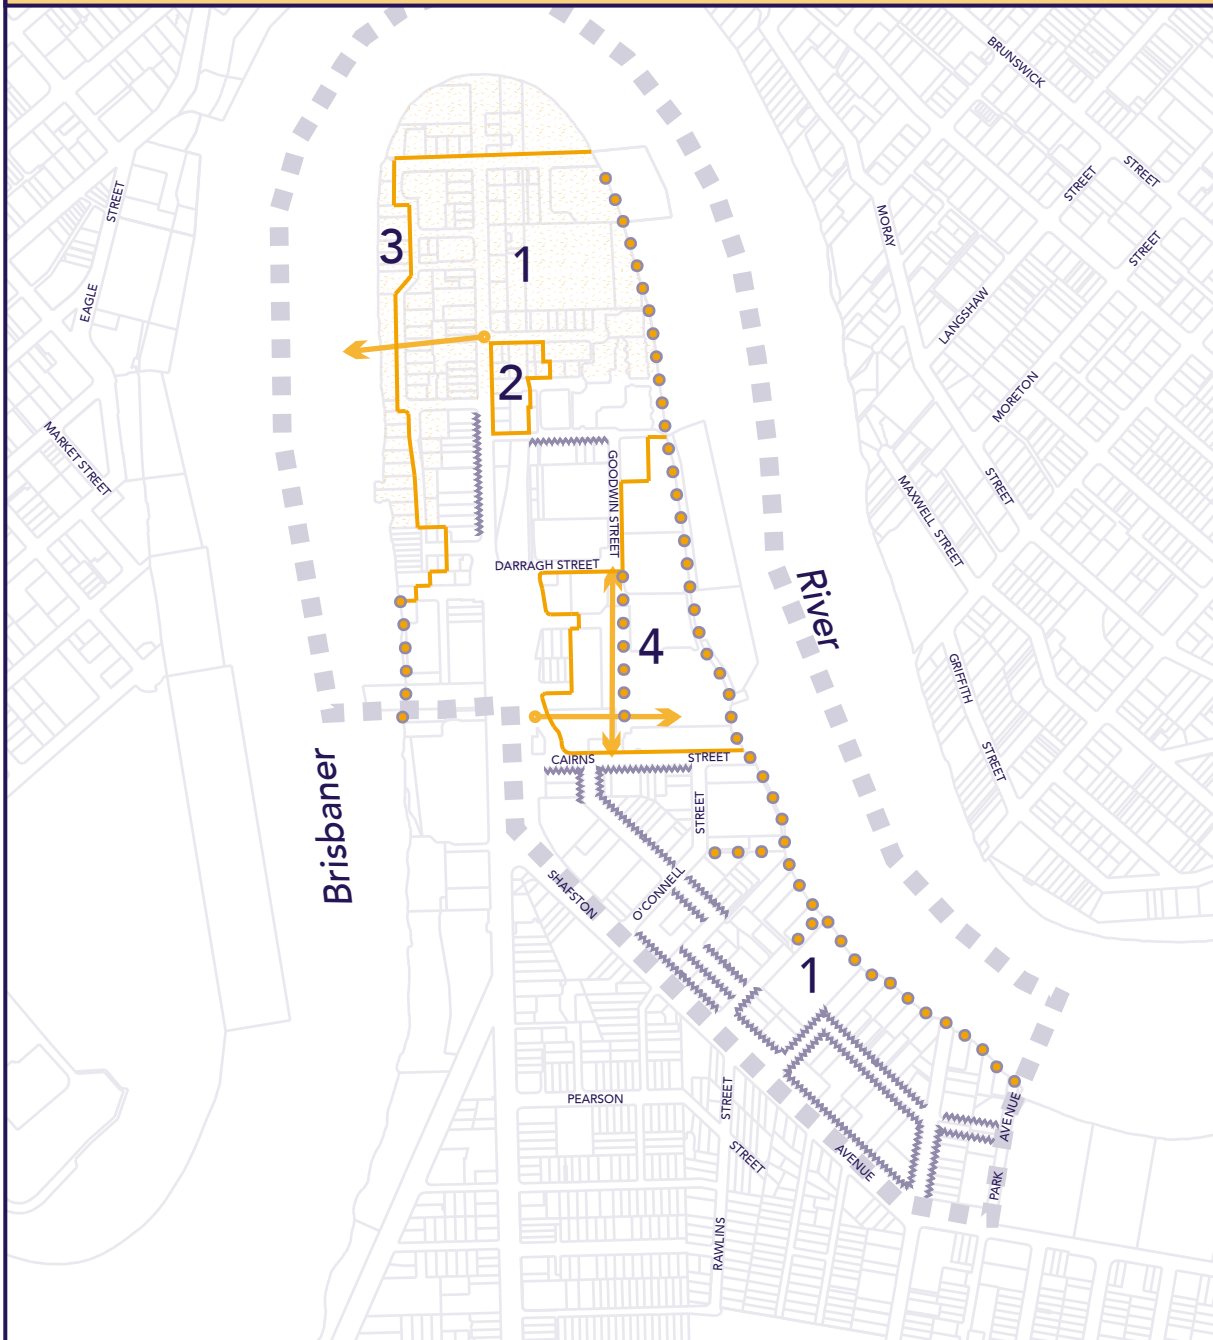 BRUNSWICK
STREET
STREET
STREET
MORAY
STREET
EAGLE
3
1
LANGSHAW
2
MORETON
MARKET STREET
GOODWIN STREET
MAXWELL STREET
STREET
DARRAGH STREET
River
4
GRIFFITH
STREET
CAIRNS
STREET
Brisbaner
STREET
SHAFSTON
O'CONNELL
1
PEARSON
STREET
AVENUE
STREET
AVENUE
PARK
RAWLINS